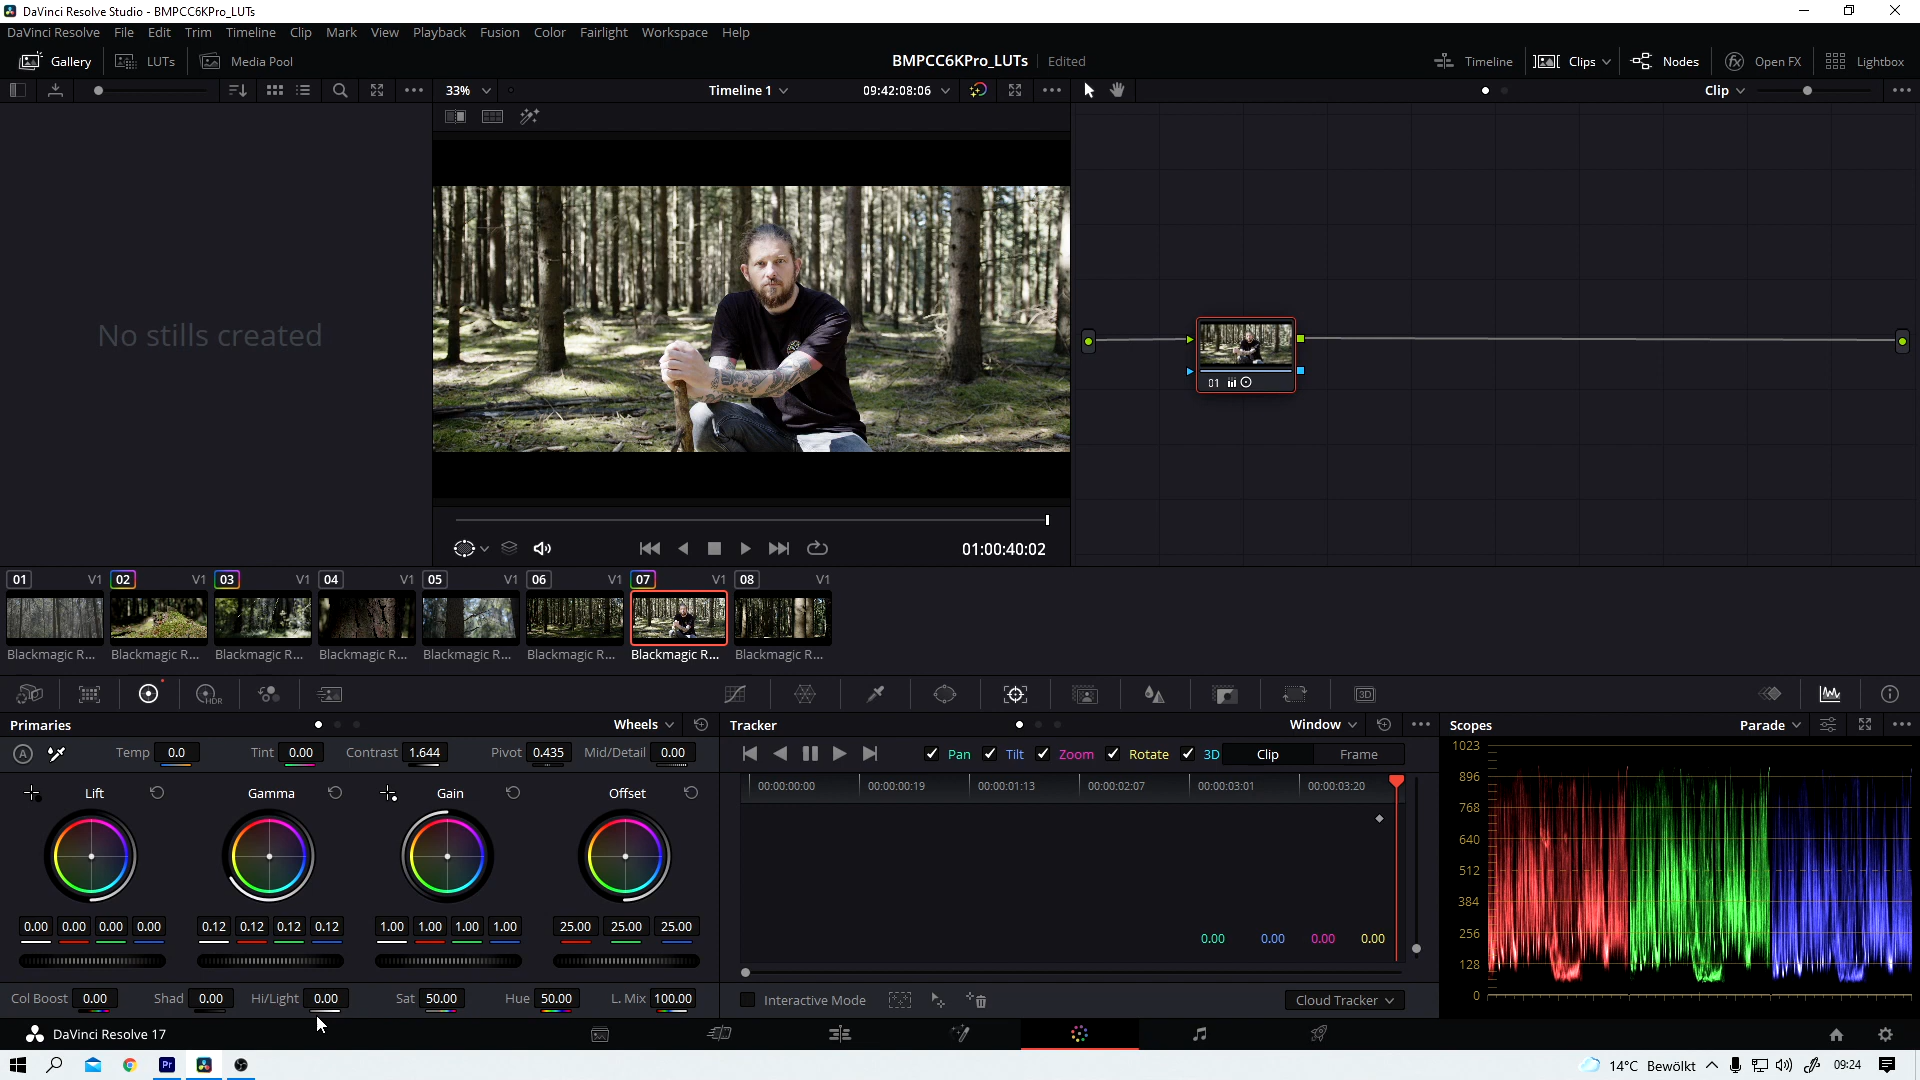 DaVinci Resolve Studio - BMPCC6KPro_LUTs
DaVinci Resolve File Edit Trim Timeline Clip Mark View Playback Fusion Color Fairlight Workspace Help
Gallery LUTs Media Pool BMPCC6KPro_LUTs Edited Timeline Clips Nodes Open FX Lightbox
33% Timeline 1 09:42:08:06 Clip
No stills created
01
01:00:40:02
01 V1 02 V1 03 V1 04 V1 05 V1 06 V1 07 V1 08 V1
Blackmagic R... Blackmagic R... Blackmagic R... Blackmagic R... Blackmagic R... Blackmagic R... Blackmagic R... Blackmagic R...
HDR 3D
Primaries Wheels Tracker Window Scopes Parade
A Temp 0.0 Tint 0.00 Contrast 1.644 Pivot 0.435 Mid/Detail 0.00 Pan Tilt Zoom Rotate 3D Clip Frame
Lift Gamma Gain Offset
00:00:00:00 00:00:00:19 00:00:01:13 00:00:02:07 00:00:03:01 00:00:03:20
0.00 0.00 0.00 0.00 0.12 0.12 0.12 0.12 1.00 1.00 1.00 1.00 25.00 25.00 25.00
0.00 0.00 0.00 0.00
1023
896
768
640
512
384
256
128
0
Col Boost 0.00 Shad 0.00 Hi/Light 0.00 Sat 50.00 Hue 50.00 L. Mix 100.00 Interactive Mode Cloud Tracker
DaVinci Resolve 17
Pr 14°C Bewölkt 09:24